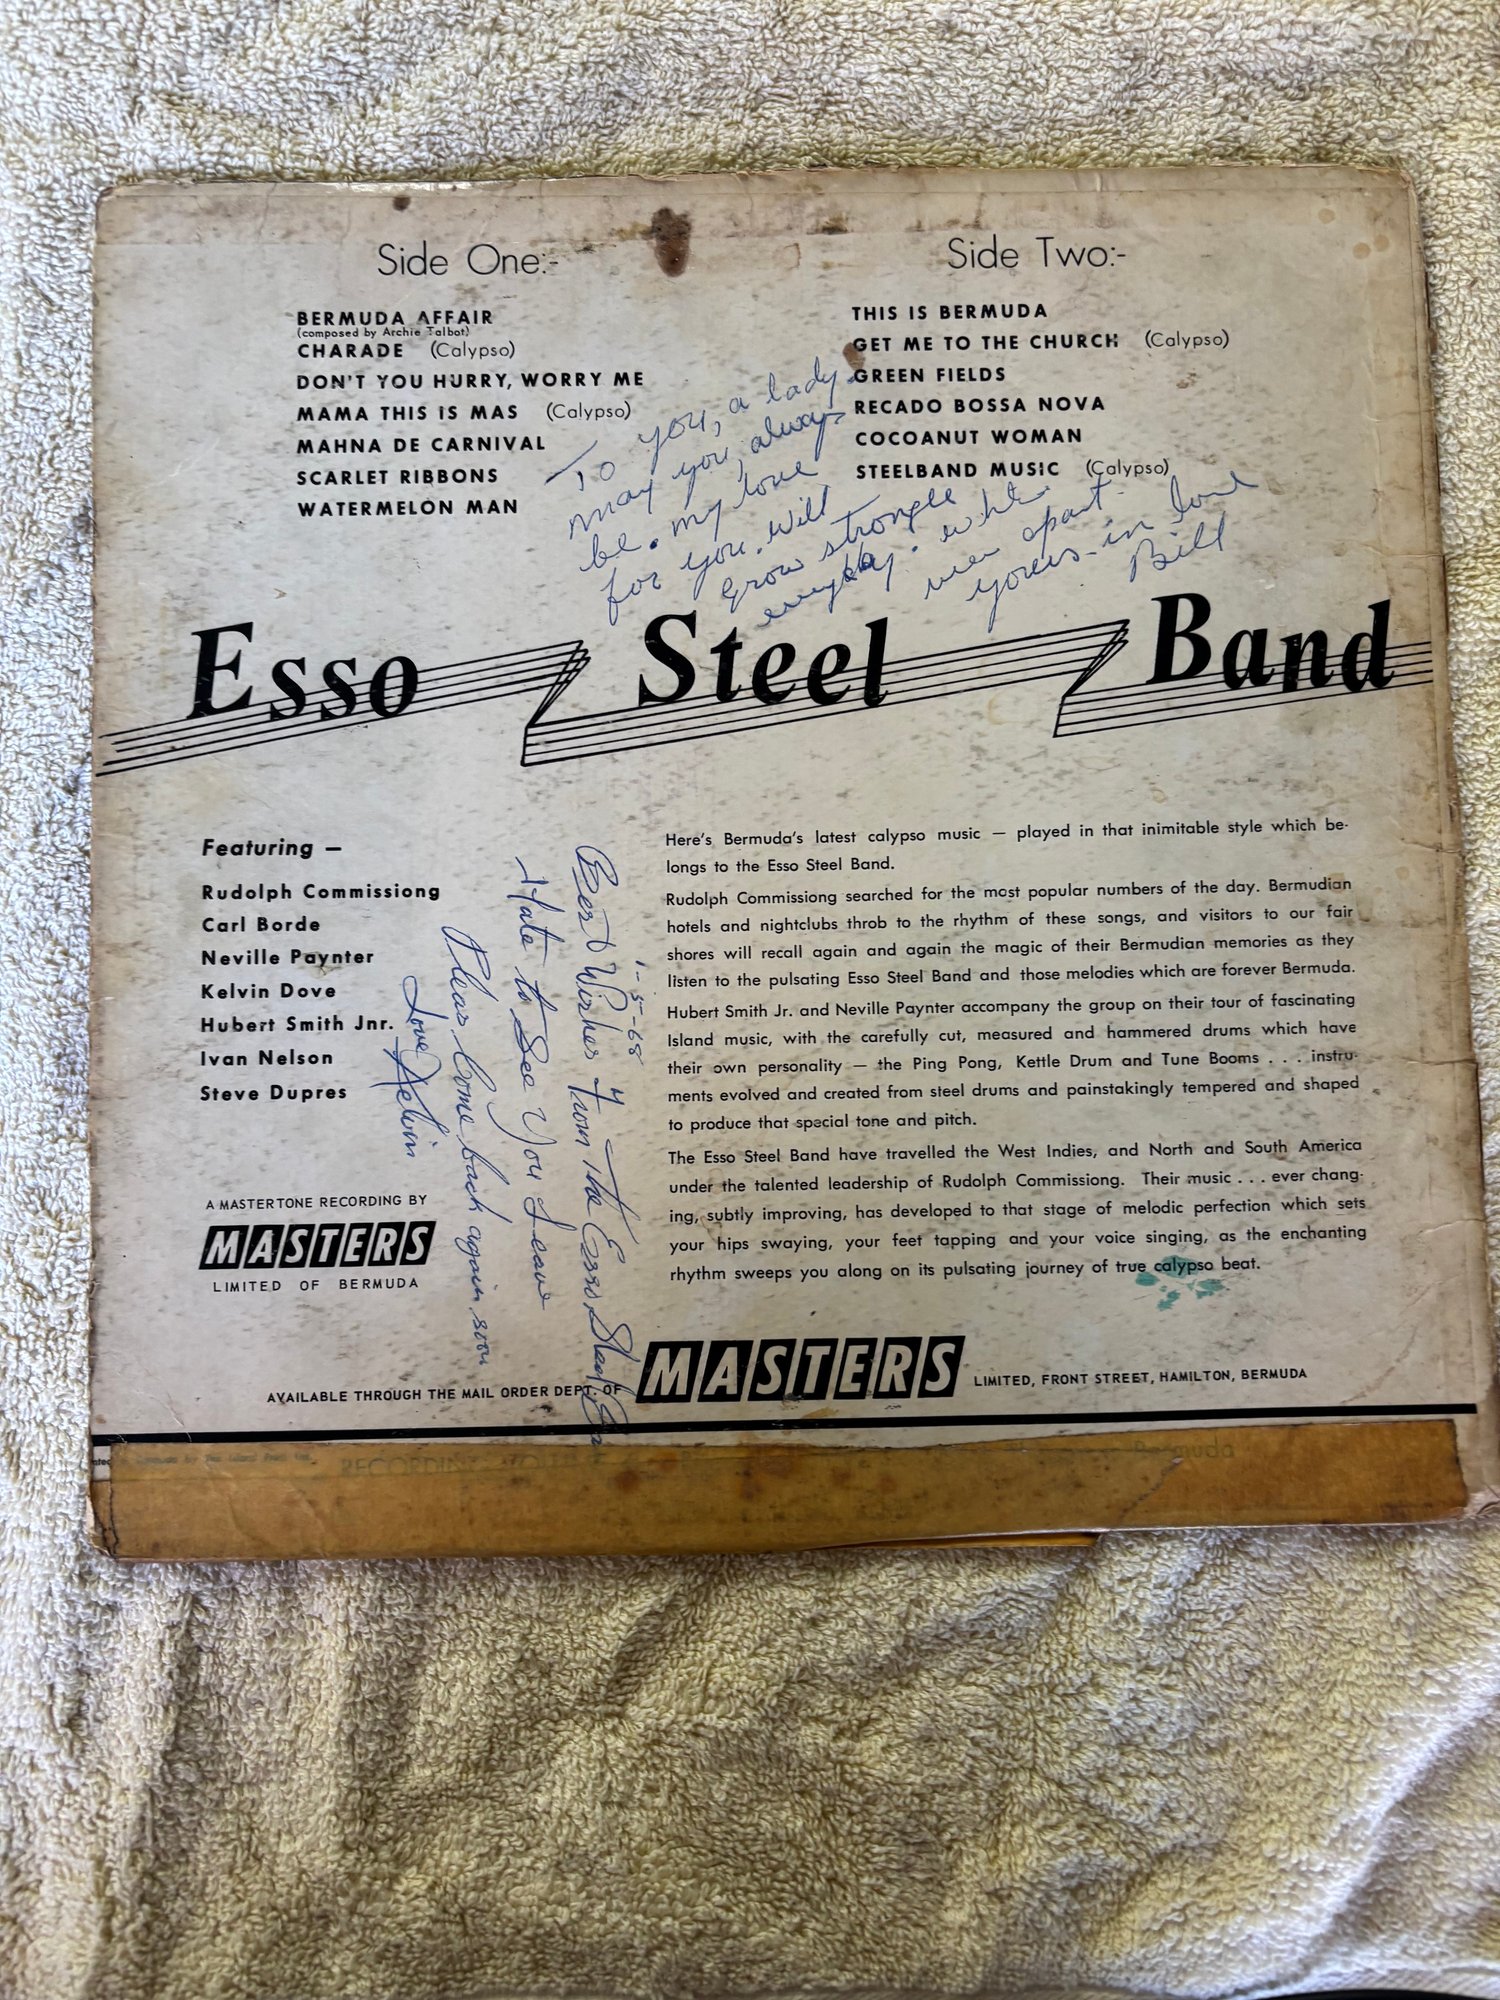 Side One:-
BERMUDA AFFAIR
(composed by Archie Talbot)
CHARADE (Calypso)
DON'T YOU HURRY, WORRY ME
MAMA THIS IS MAS (Calypso)
MAHNA DE CARNIVAL
SCARLET RIBBONS
WATERMELON MAN
Side Two:-
THIS IS BERMUDA
GET ME TO THE CHURCH (Calypso)
GREEN FIELDS
RECADO BOSSA NOVA
COCOANUT WOMAN
STEELBAND MUSIC (Calypso)
To you, a lady
may you, always
be. my love
for you. will
grow
apart
yours in love
Bill
Esso Steel Band
Featuring —
Rudolph Commissiong
Carl Borde
Neville Paynter
Kelvin Dove
Hubert Smith Jnr.
Ivan Nelson
Steve Dupres
1-5-68
Best Wishes From The Esso Steel
Hate to See You Leave
Pleas Come back again soon
Love Kelvin
Here's Bermuda's latest calypso music — played in that inimitable style which be-
longs to the Esso Steel Band.
Rudolph Commissiong searched for the most popular numbers of the day. Bermudian
hotels and nightclubs throb to the rhythm of these songs, and visitors to our fair
shores will recall again and again the magic of their Bermudian memories as they
listen to the pulsating Esso Steel Band and those melodies which are forever Bermuda.
Hubert Smith Jr. and Neville Paynter accompany the group on their tour of fascinating
Island music, with the carefully cut, measured and hammered drums which have
their own personality — the Ping Pong, Kettle Drum and Tune Booms . . . instru-
ments evolved and created from steel drums and painstakingly tempered and shaped
to produce that special tone and pitch.
The Esso Steel Band have travelled the West Indies, and North and South America
under the talented leadership of Rudolph Commissiong. Their music . . . ever chang-
ing, subtly improving, has developed to that stage of melodic perfection which sets
your hips swaying, your feet tapping and your voice singing, as the enchanting
rhythm sweeps you along on its pulsating journey of true calypso beat.
A MASTERTONE RECORDING BY
MASTERS
LIMITED OF BERMUDA
AVAILABLE THROUGH THE MAIL ORDER DEPT. OF MASTERS LIMITED, FRONT STREET, HAMILTON, BERMUDA
RECORDING Bermuda